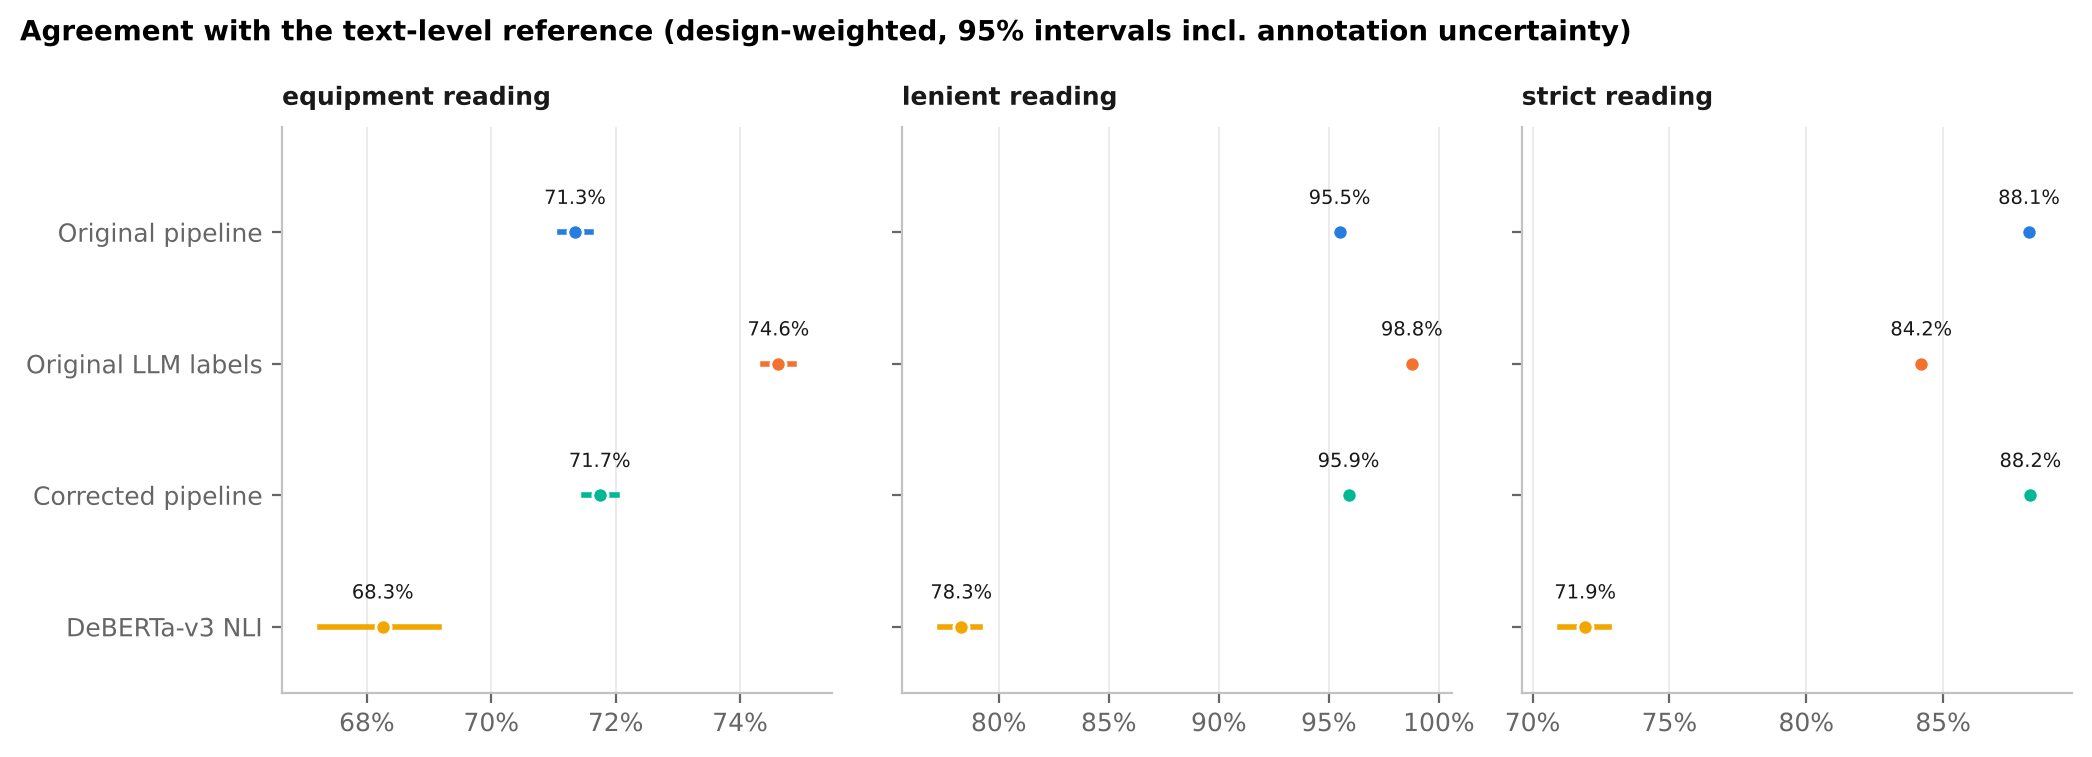 Agreement with the text-level reference (design-weighted, 95% intervals incl. annotation uncertainty)
equipment reading
lenient reading
strict reading
71.3%
95.5%
88.1%
Original pipeline
74.6%
98.8%
84.2%
Original LLM labels
71.7%
95.9%
88.2%
Corrected pipeline
68.3%
78.3%
71.9%
DeBERTa-v3 NLI
68% 70% 72% 74%
80% 85% 90% 95% 100%
70% 75% 80% 85%